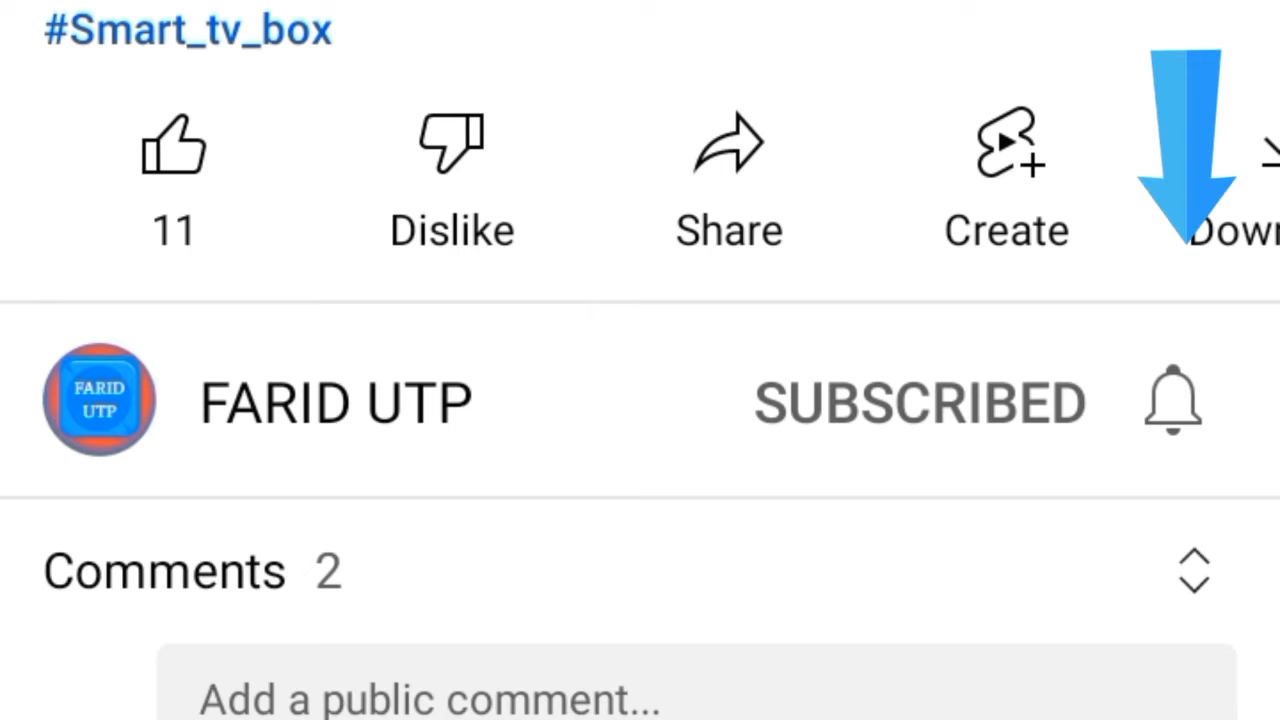 #Smart_tv_box
11 Dislike Share Create
FARID UTP
FARID UTP SUBSCRIBED
Comments 2
Add a public comment...